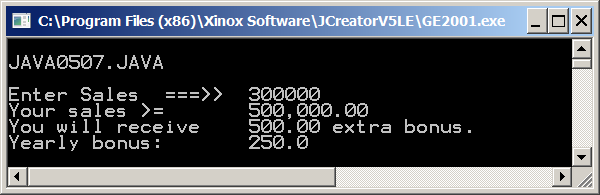 C:\Program Files (x86)\Xinox Software\JCreatorV5LE\GE2001.exe
JAVA0507.JAVA
Enter Sales  ===>>  300000
Your sales >=       500,000.00
You will receive    500.00 extra bonus.
Yearly bonus:       250.0